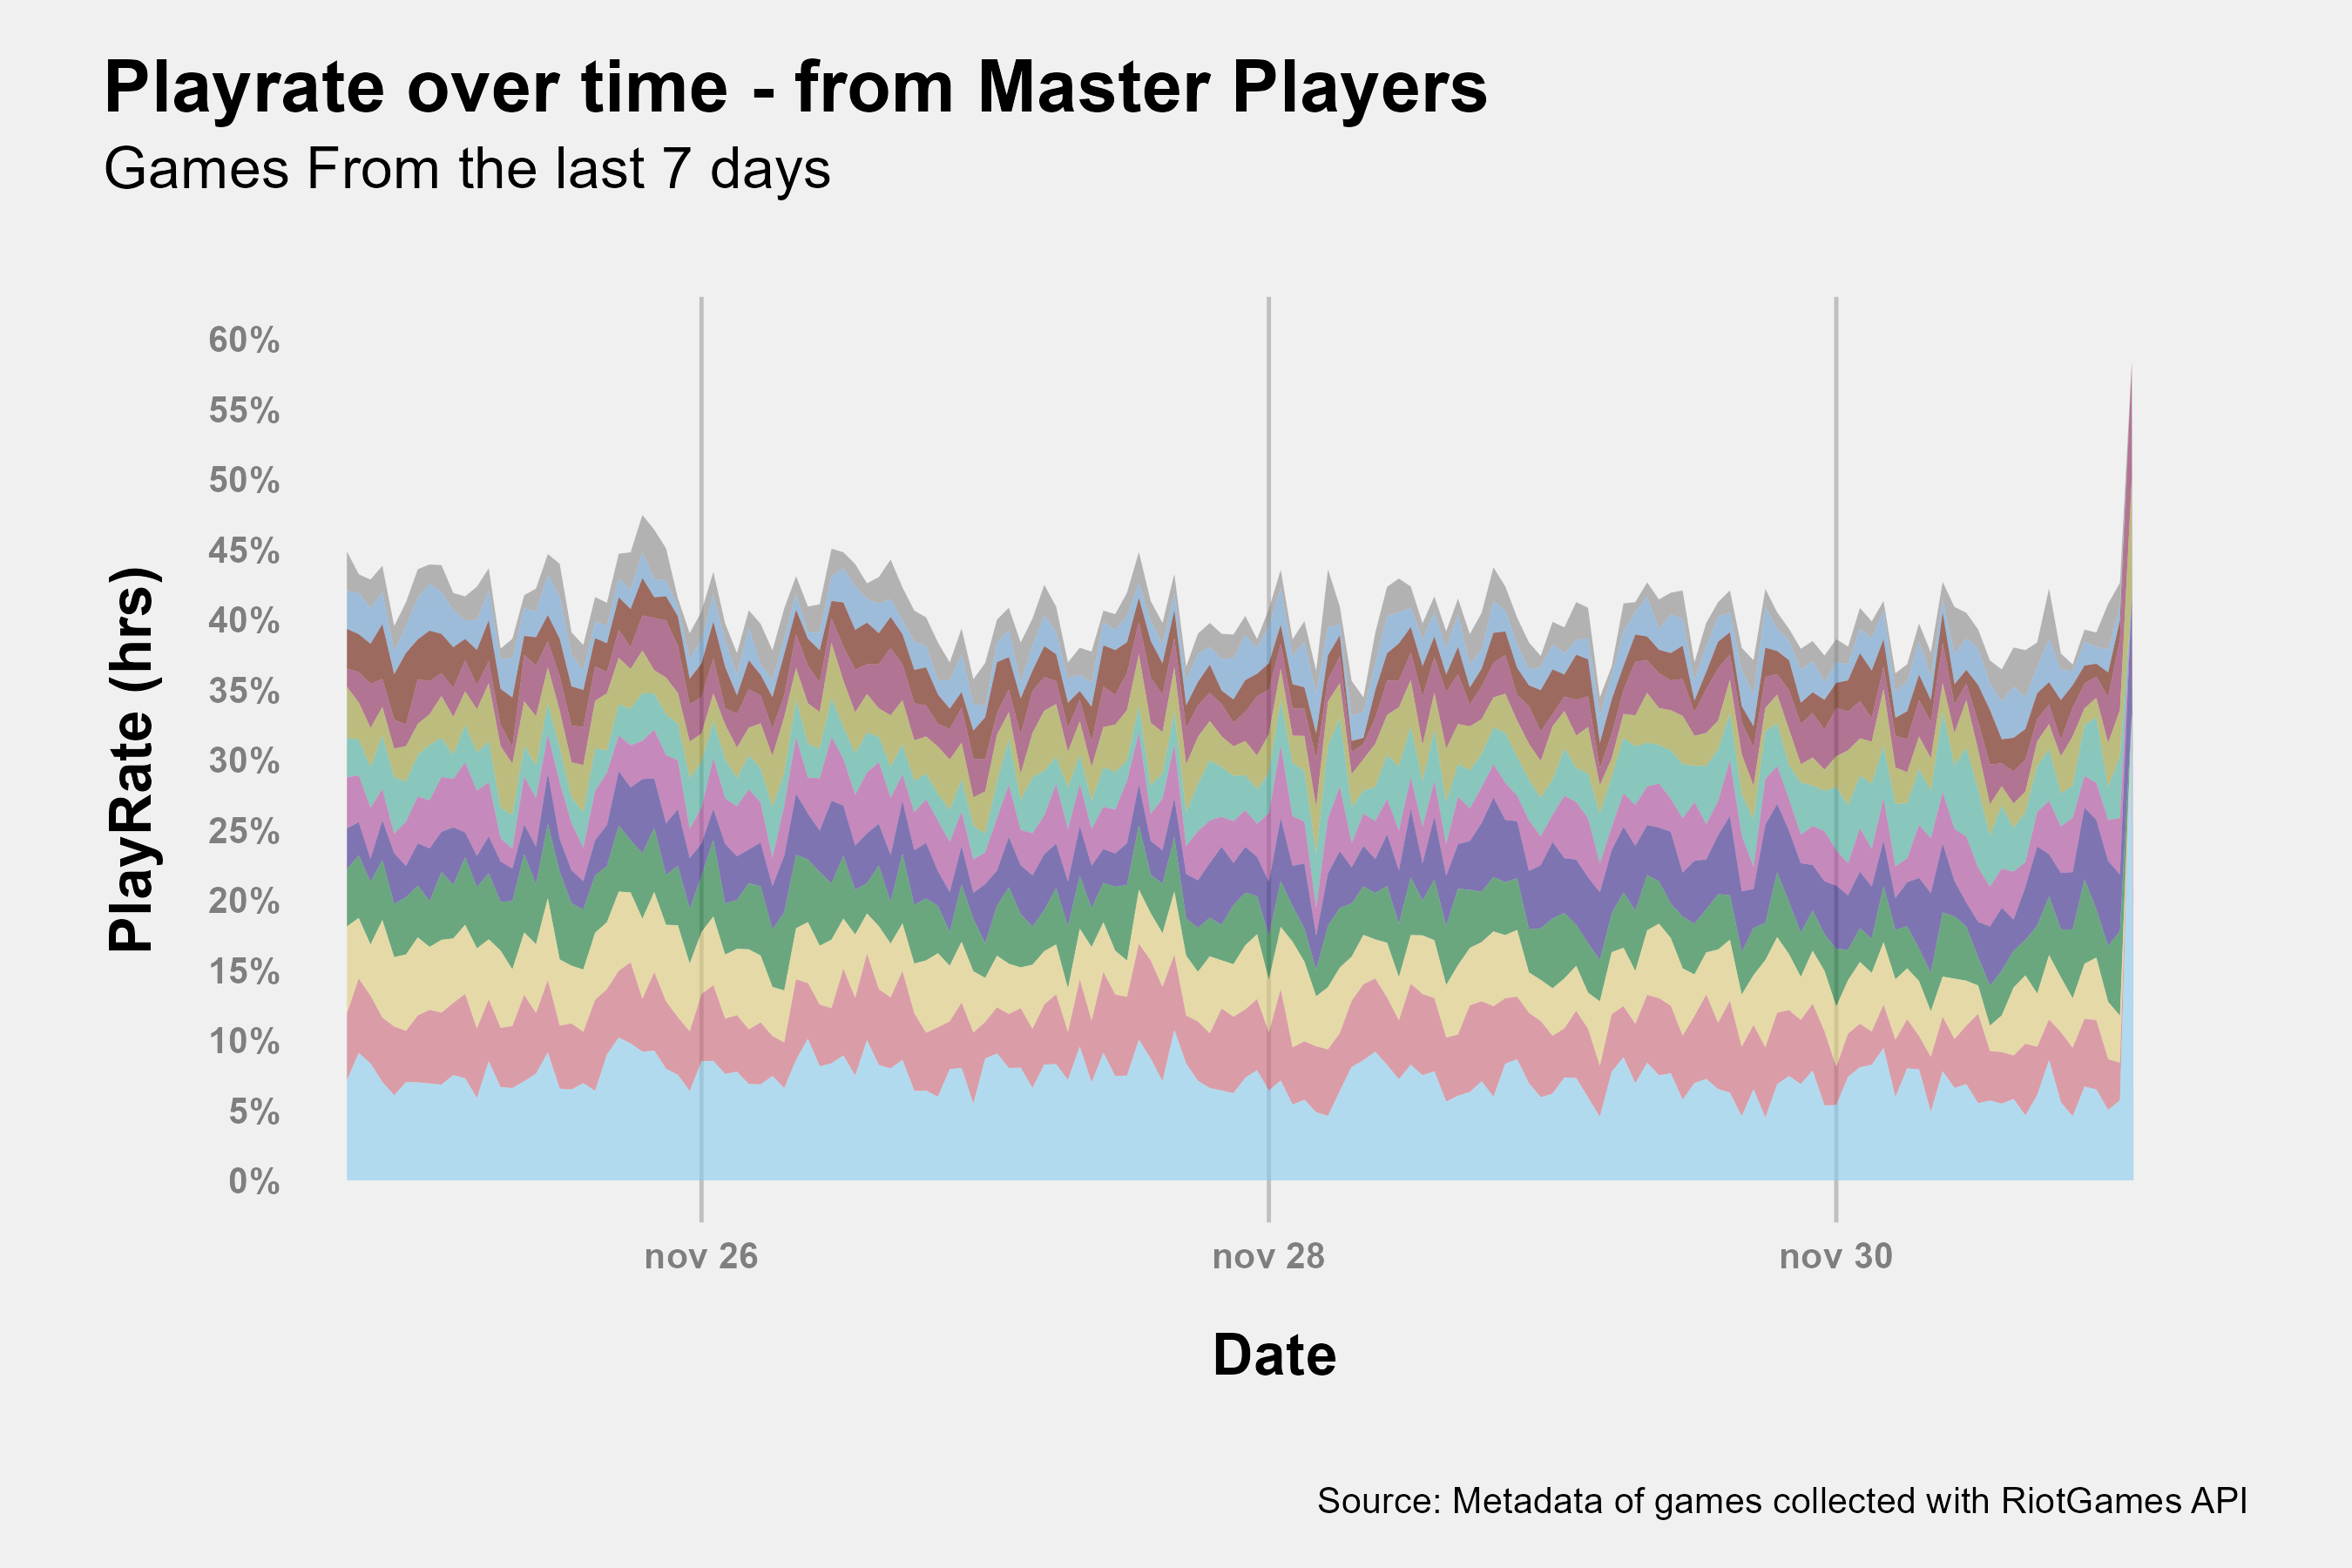 Playrate over time - from Master Players
Games From the last 7 days
PlayRate (hrs)
60%
55%
50%
45%
40%
35%
30%
25%
20%
15%
10%
5%
0%
nov 26
nov 28
nov 30
Date
Source: Metadata of games collected with RiotGames API